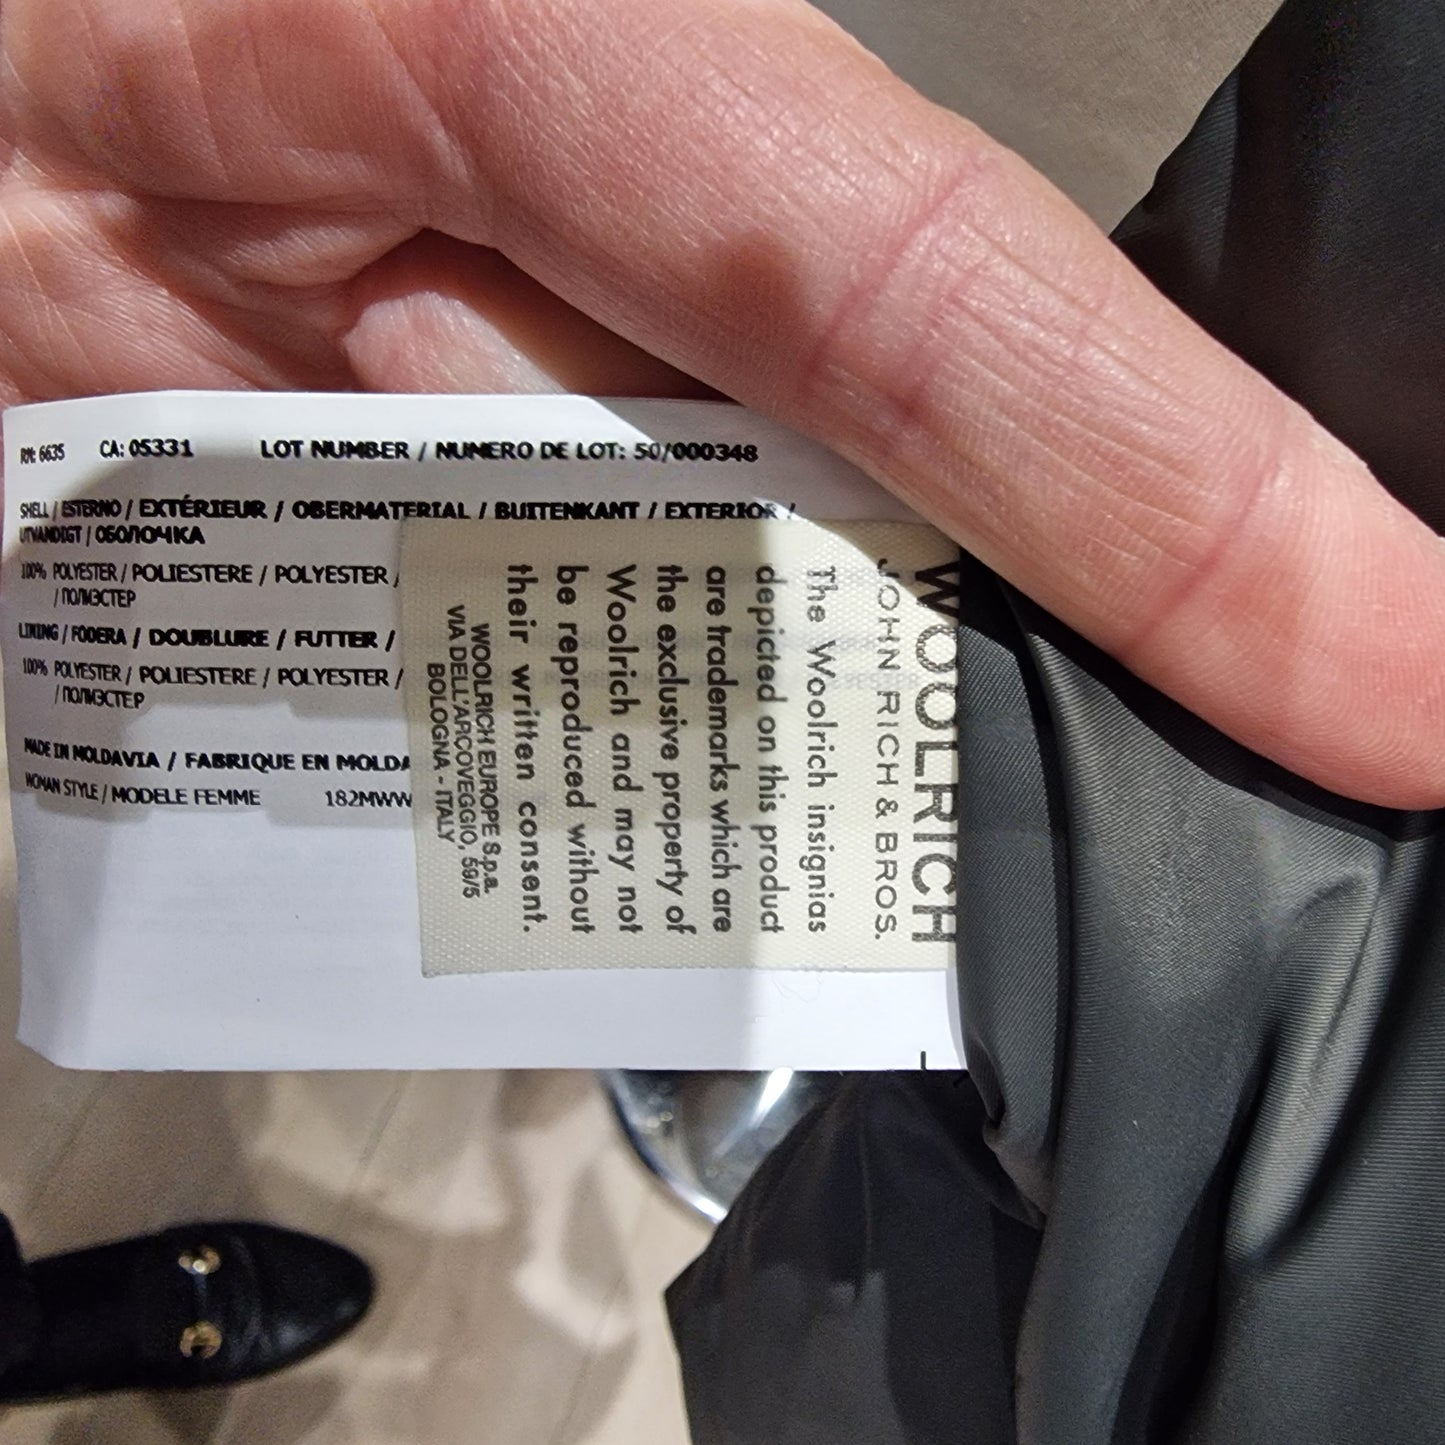 RN: 6635 CA: 05331 LOT NUMBER / NUMERO DE LOT: 50/000348
SHELL / ESTERNO / EXTÉRIEUR / OBERMATERIAL / BUITENKANT / EXTERIOR /
UTVANDIGT / ОБОЛОЧКА
100% POLYESTER / POLIESTERE / POLYESTER /
/ ПОЛИЭСТЕР
LINING / FODERA / DOUBLURE / FUTTER /
100% POLYESTER / POLIESTERE / POLYESTER /
/ ПОЛИЭСТЕР
MADE IN MOLDAVIA / FABRIQUE EN MOLDA
WOMAN STYLE / MODELE FEMME 182MWW
WOOLRICH
JOHN RICH & BROS.
The Woolrich insignias
depicted on this product
are trademarks which are
the exclusive property of
Woolrich and may not
be reproduced without
their written consent.
WOOLRICH EUROPE S.p.a.
VIA DELL'ARCOVEGGIO, 59/5
BOLOGNA - ITALY